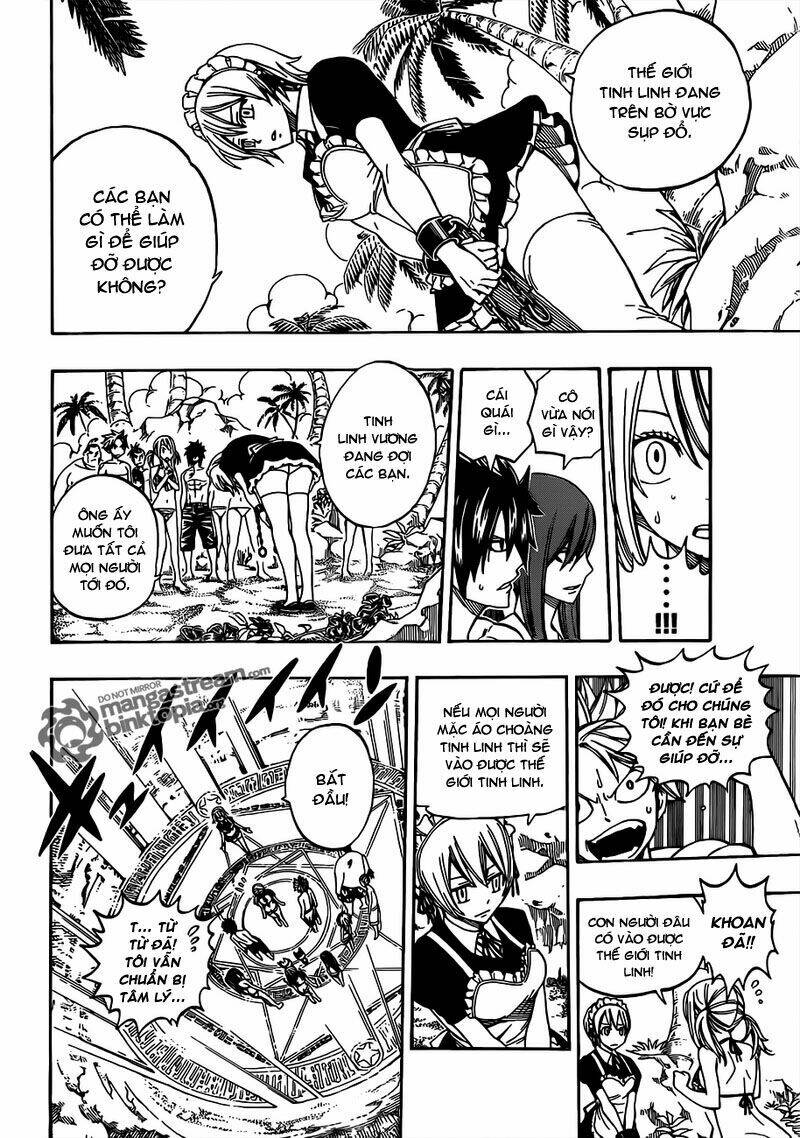 THẾ GIỚI
TINH LINH ĐANG
TRÊN BỜ VỰC
SỤP ĐỔ.
CÁC BẠN
CÓ THỂ LÀM
GÌ ĐỂ GIÚP
ĐỠ ĐƯỢC
KHÔNG?
...!!!
CÔ
VỪA NÓI
GÌ VẬY?
CÁI
QUÁI
GÌ...
TINH
LINH VƯƠNG
ĐANG ĐỢI
CÁC BẠN.
ÔNG ẤY
MUỐN TÔI
ĐƯA TẤT CẢ
MỌI NGƯỜI
TỚI ĐÓ.
ĐƯỢC! CỨ ĐỂ
ĐÓ CHO CHÚNG
TÔI! KHI BẠN BÈ
CẦN ĐẾN SỰ
GIÚP ĐỠ...
KHOAN
ĐÃ!!
CON NGƯỜI ĐÂU
CÓ VÀO ĐƯỢC
THẾ GIỚI TINH
LINH!
NẾU MỌI NGƯỜI
MẶC ÁO CHOÀNG
TINH LINH THÌ SẼ
VÀO ĐƯỢC THẾ
GIỚI TINH LINH.
BẮT
ĐẦU!
T... TỪ
TỪ ĐÃ!
TÔI VẪN
CHUẨN BỊ
TÂM LÝ...
DO NOT MIRROR
mangastream.com
binktopia.org